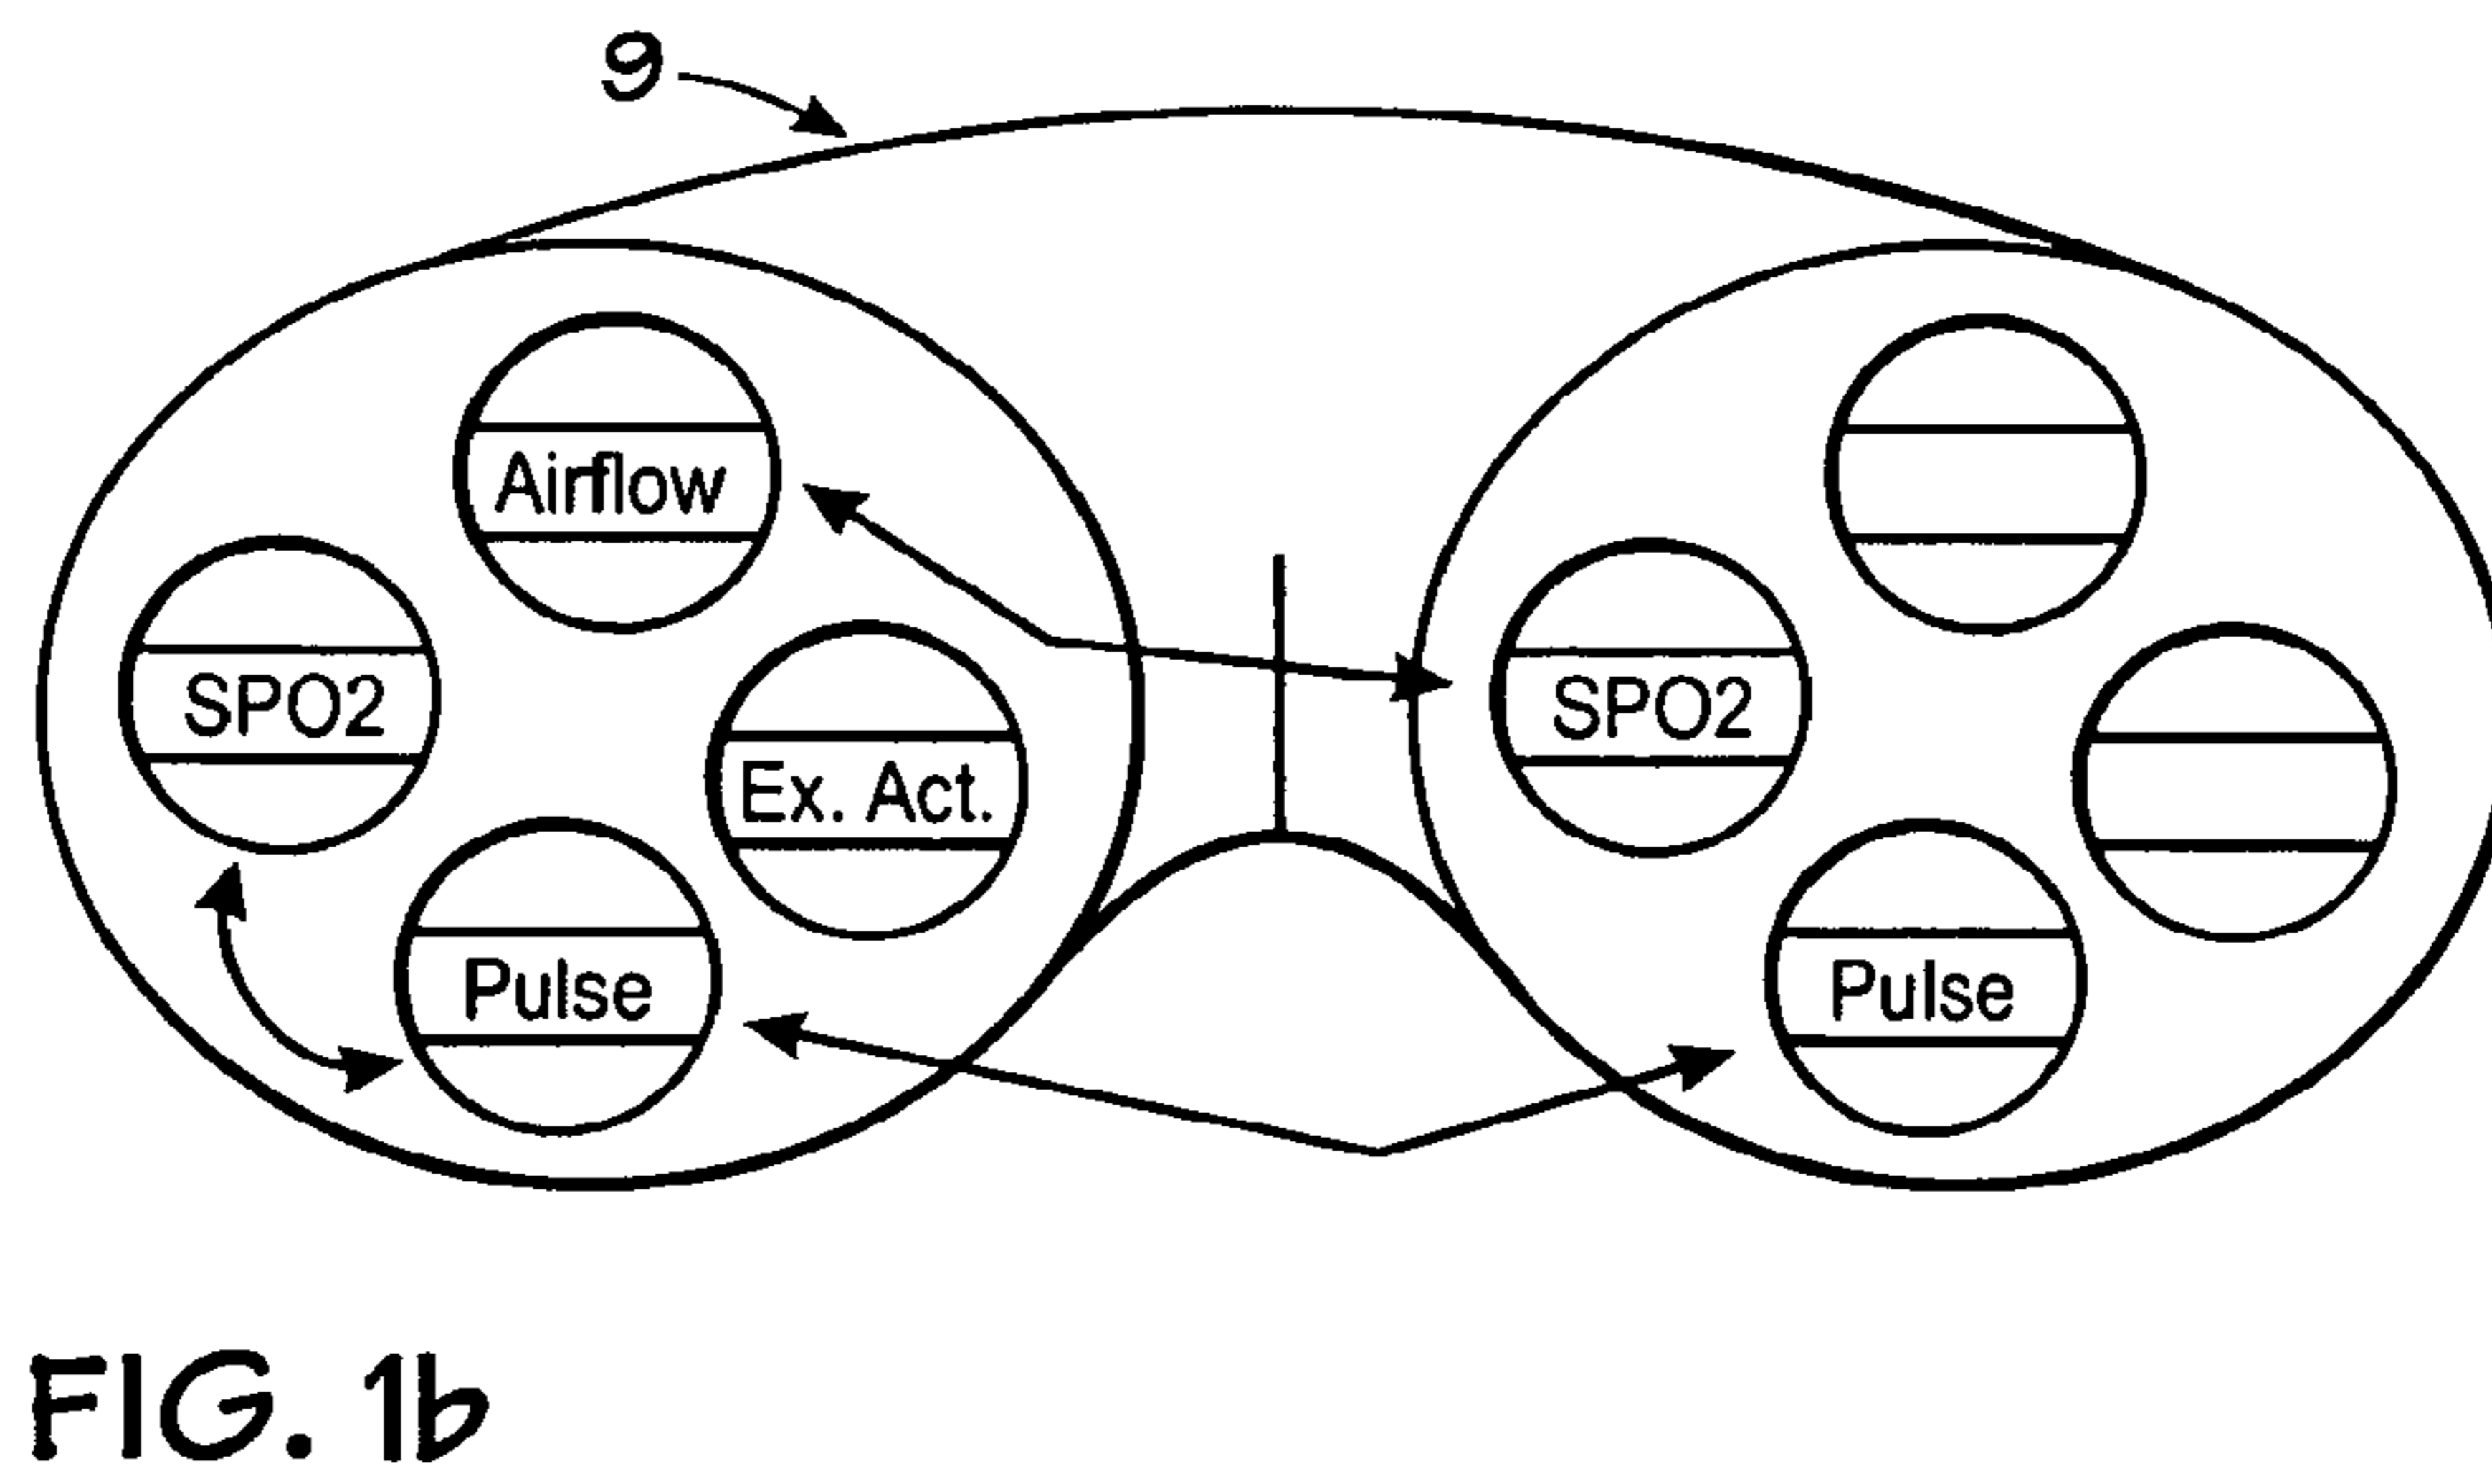 9
Airflow
SPO2
SPO2
Ex. Act.
Pulse
Pulse
FIG. 1b